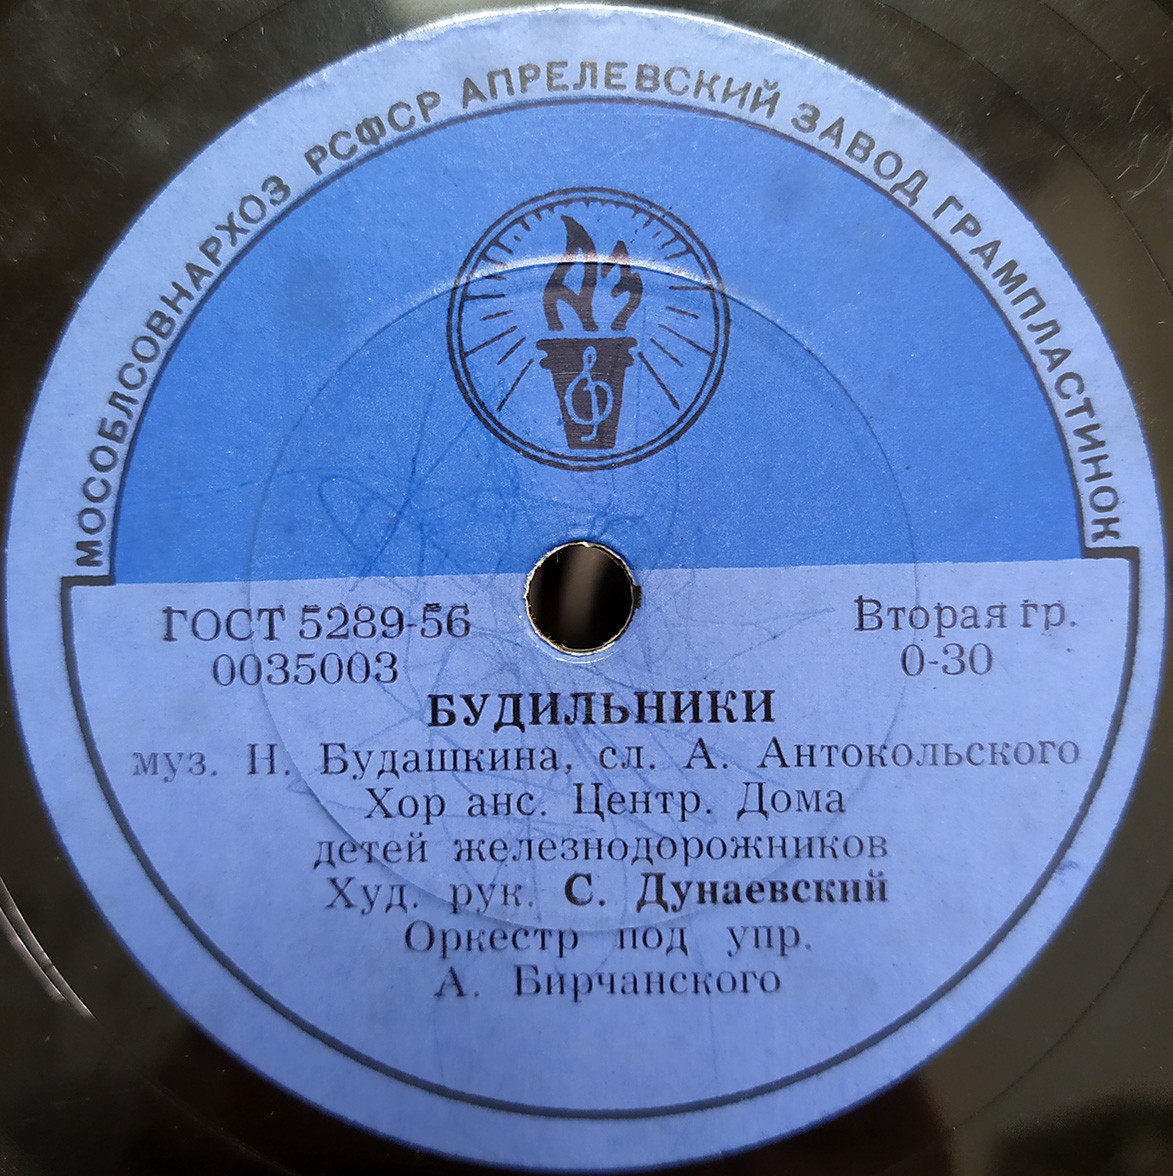 МОСОБЛСОВНАРХОЗ РСФСР АПРЕЛЕВСКИЙ ЗАВОД ГРАМПЛАСТИНОК
ГОСТ 5289-56
0035003
Вторая гр.
0-30
БУДИЛЬНИКИ
муз. Н. Будашкина, сл. А. Антокольского
Хор анс. Центр. Дома
детей железнодорожников
Худ. рук. С. Дунаевский
Оркестр под упр.
А. Бирчанского